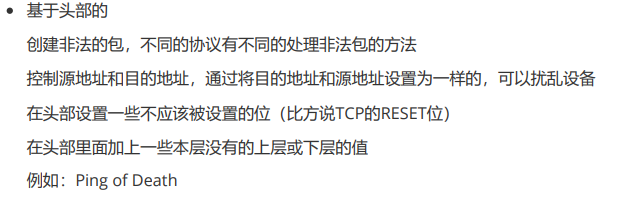 • 基于头部的
创建非法的包，不同的协议有不同的处理非法包的方法
控制源地址和目的地址，通过将目的地址和源地址设置为一样的，可以扰乱设备
在头部设置一些不应该被设置的位（比方说TCP的RESET位）
在头部里面加上一些本层没有的上层或下层的值
例如：Ping of Death